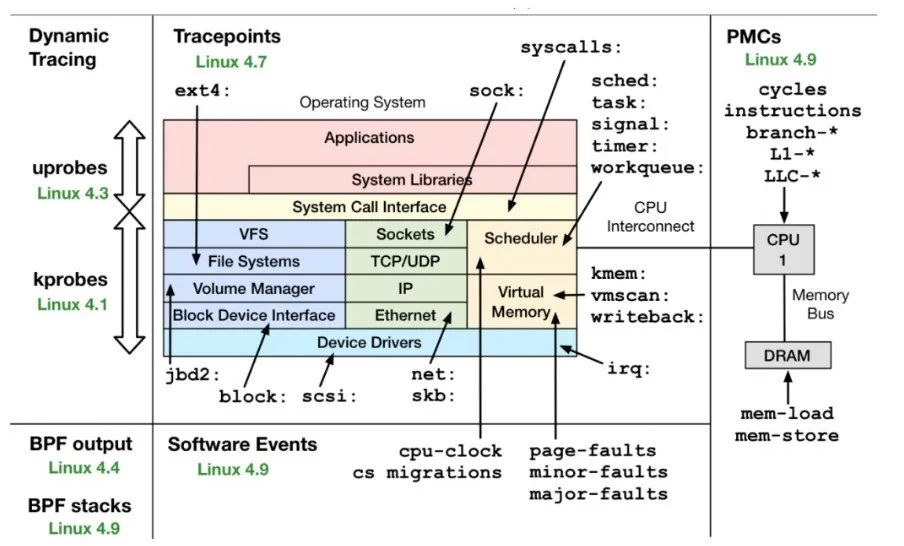 Dynamic
Tracing
Tracepoints
Linux 4.7
ext4:
Operating System
sock:
syscalls:
sched:
task:
signal:
timer:
workqueue:
PMCs
Linux 4.9
cycles
instructions
branch-*
L1-*
LLC-*
uprobes
Linux 4.3
kprobes
Linux 4.1
Applications
System Libraries
System Call Interface
VFS
Sockets
Scheduler
File Systems
TCP/UDP
Volume Manager
IP
Virtual
Memory
Block Device Interface
Ethernet
Device Drivers
CPU
Interconnect
CPU
1
kmem:
vmscan:
writeback:
Memory
Bus
DRAM
jbd2:
block:
scsi:
net:
skb:
irq:
mem-load
mem-store
BPF output
Linux 4.4
BPF stacks
Linux 4.9
Software Events
Linux 4.9
cpu-clock
cs migrations
page-faults
minor-faults
major-faults